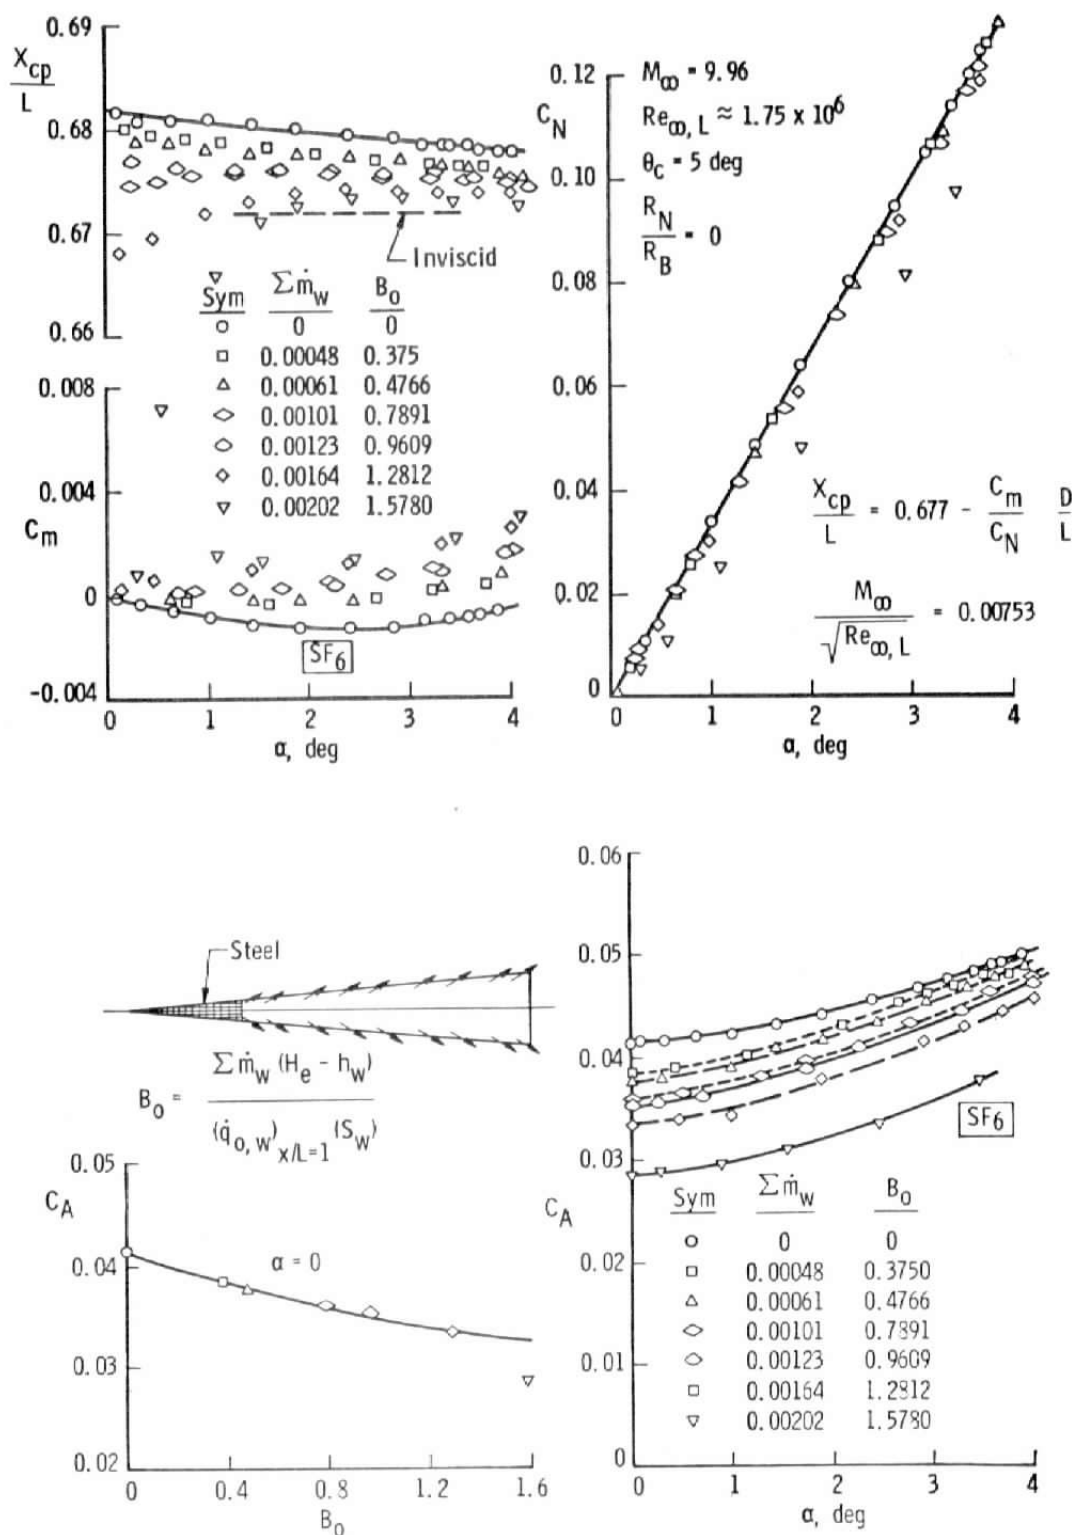 0.69
X_cp
L
0.68
0.67
Inviscid
Sym Σṁ_w B_o
0 0
0.00048 0.375
0.00061 0.4766
0.00101 0.7891
0.00123 0.9609
0.00164 1.2812
0.00202 1.5780
0.66
0.008
0.004
C_m
0
-0.004
SF_6
0 1 2 3 4
α, deg
0.12
C_N
0.10
0.08
0.06
0.04
0.02
0
M_∞ = 9.96
Re_∞, L ≈ 1.75 x 10^6
θ_c = 5 deg
R_N
R_B = 0
X_cp / L = 0.677 - C_m / C_N D / L
M_∞ / √Re_∞, L = 0.00753
0 1 2 3 4
α, deg
Steel
B_o = Σṁ_w (H_e - h_w) / (q̇_o, w)_x/L=1 (S_w)
0.05
C_A
0.04
0.03
0.02
α = 0
0 0.4 0.8 1.2 1.6
B_o
0.06
0.05
0.04
0.03
C_A
0.02
0.01
0
SF_6
Sym Σṁ_w B_o
0 0
0.00048 0.3750
0.00061 0.4766
0.00101 0.7891
0.00123 0.9609
0.00164 1.2812
0.00202 1.5780
0 1 2 3 4
α, deg